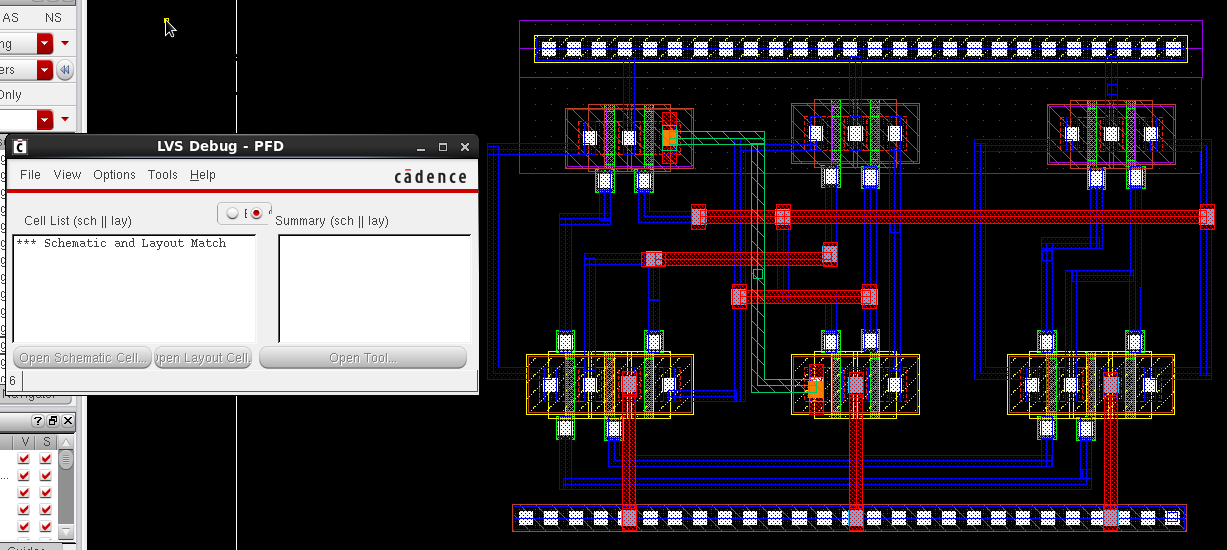 AS NS
ng
ers
Only
LVS Debug - PFD
File View Options Tools Help
cādence
Cell List (sch || lay)
Summary (sch || lay)
*** Schematic and Layout Match
Open Schematic Cell...
pen Layout Cell.
Open Tool...
6
? 
V S